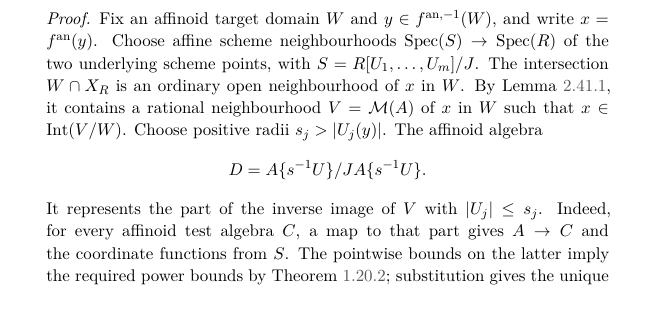 Proof. Fix an affinoid target domain W and y ∈ f^{an,−1}(W), and write x =
f^{an}(y). Choose affine scheme neighbourhoods Spec(S) → Spec(R) of the
two underlying scheme points, with S = R[U_1, . . . , U_m]/J. The intersection
W ∩ X_R is an ordinary open neighbourhood of x in W. By Lemma 2.41.1,
it contains a rational neighbourhood V = M(A) of x in W such that x ∈
Int(V/W). Choose positive radii s_j > |U_j(y)|. The affinoid algebra
D = A{s^{−1}U}/JA{s^{−1}U}.
It represents the part of the inverse image of V with |U_j| ≤ s_j. Indeed,
for every affinoid test algebra C, a map to that part gives A → C and
the coordinate functions from S. The pointwise bounds on the latter imply
the required power bounds by Theorem 1.20.2; substitution gives the unique